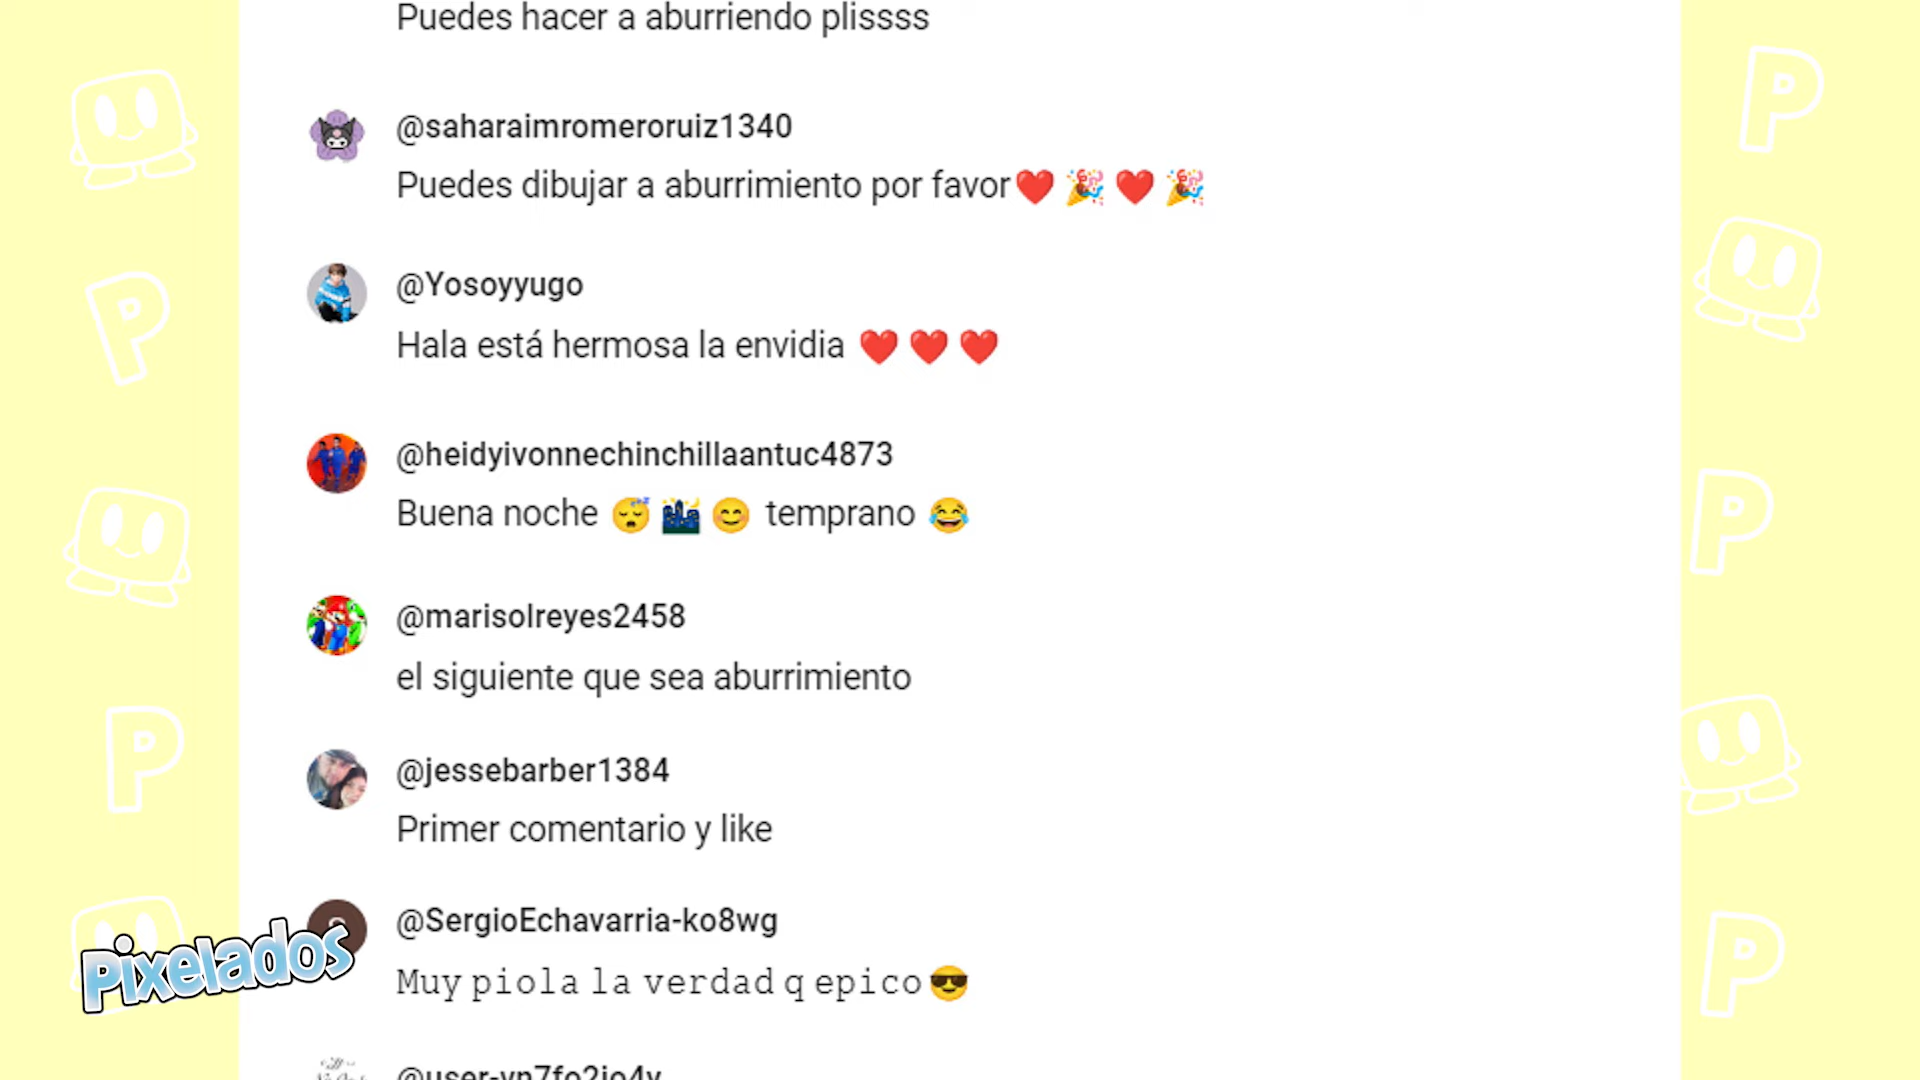 Puedes hacer a aburriendo plissss
@saharaimromeroruiz1340
Puedes dibujar a aburrimiento por favor❤️🎉❤️🎉
@Yosoyyugo
Hala está hermosa la envidia ❤️❤️❤️
@heidyivonnechinchillaantuc4873
Buena noche 😴🌃😊 temprano 😂
@marisolreyes2458
el siguiente que sea aburrimiento
@jessebarber1384
Primer comentario y like
@SergioEchavarria-ko8wg
Muy piola la verdad q epico😎
Pixelados
P
P
P
P
P